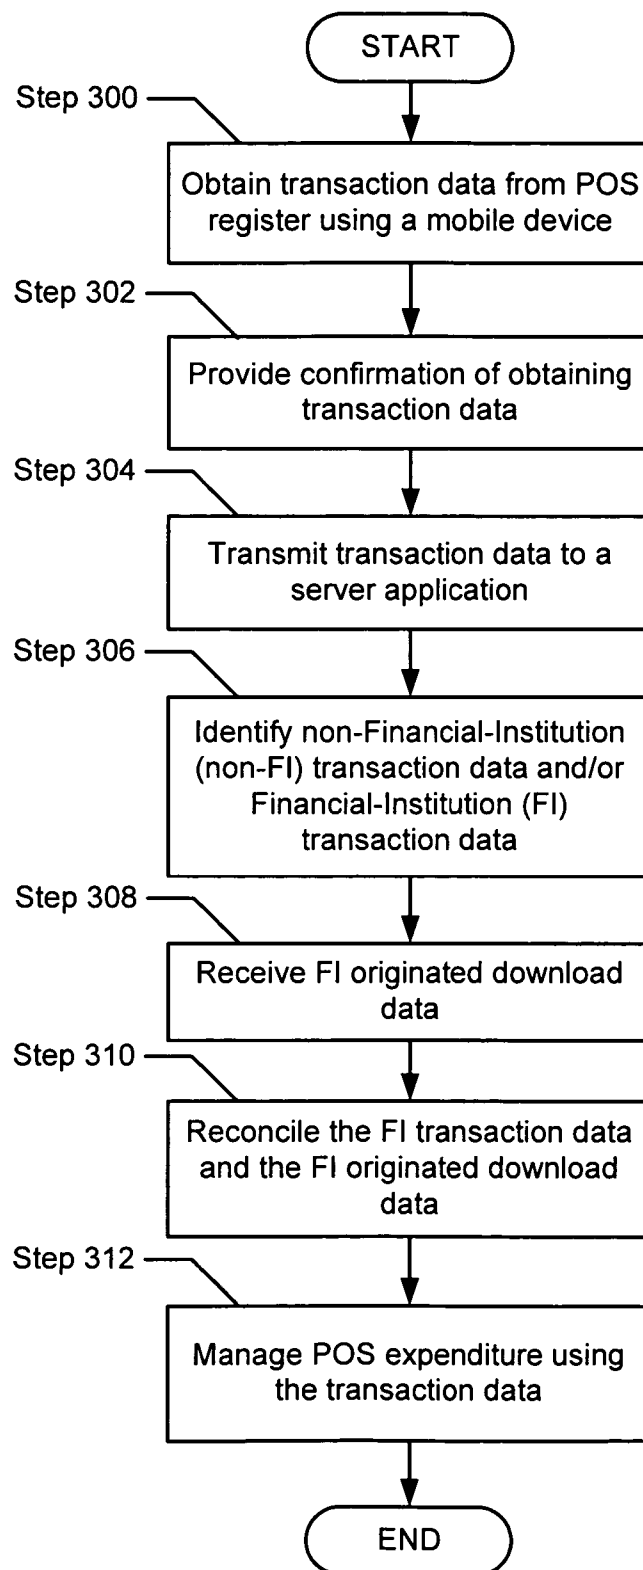 START
Step 300
Obtain transaction data from POS
register using a mobile device
Step 302
Provide confirmation of obtaining
transaction data
Step 304
Transmit transaction data to a
server application
Step 306
Identify non-Financial-Institution
(non-FI) transaction data and/or
Financial-Institution (FI)
transaction data
Step 308
Receive FI originated download
data
Step 310
Reconcile the FI transaction data
and the FI originated download
data
Step 312
Manage POS expenditure using
the transaction data
END